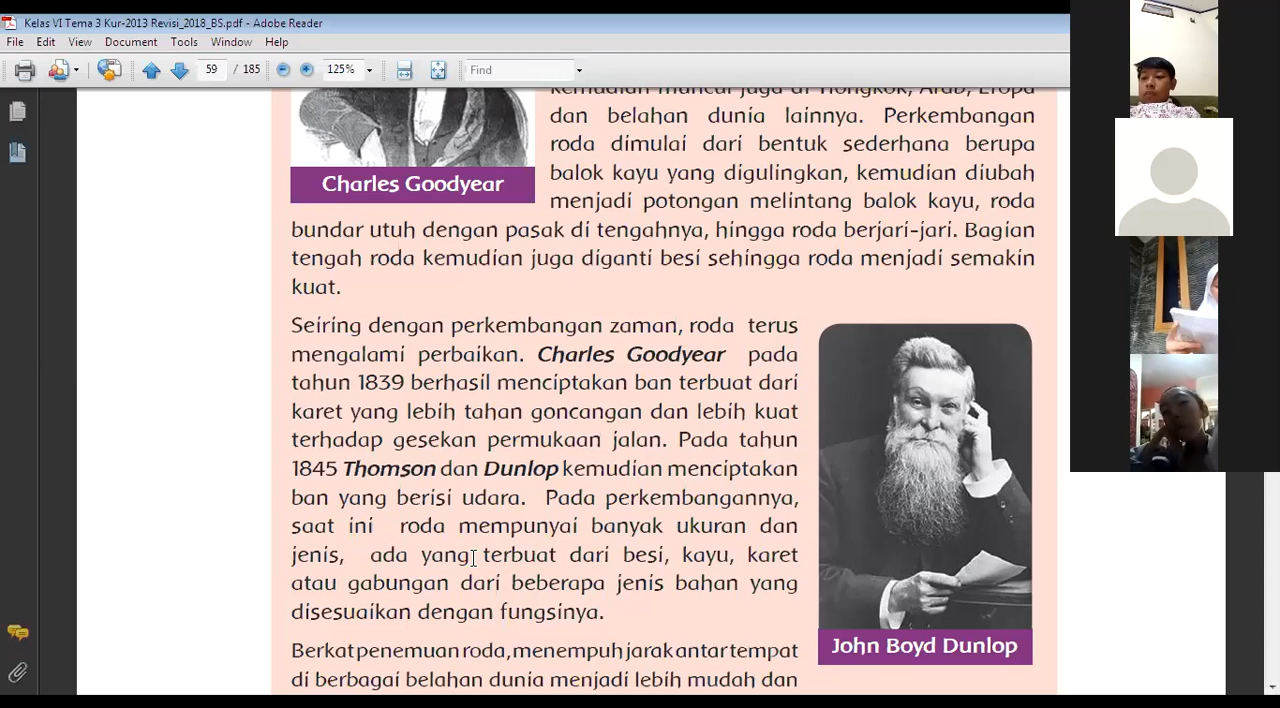 Kelas VI Tema 3 Kur-2013 Revisi_2018_BS.pdf - Adobe Reader
File Edit View Document Tools Window Help
59 / 185 125% Find
kemudian muncul juga di Hongkok, Arab, Eropa
dan belahan dunia lainnya. Perkembangan
roda dimulai dari bentuk sederhana berupa
balok kayu yang digulingkan, kemudian diubah
Charles Goodyear
menjadi potongan melintang balok kayu, roda
bundar utuh dengan pasak di tengahnya, hingga roda berjari-jari. Bagian
tengah roda kemudian juga diganti besi sehingga roda menjadi semakin
kuat.
Seiring dengan perkembangan zaman, roda terus
mengalami perbaikan. Charles Goodyear pada
tahun 1839 berhasil menciptakan ban terbuat dari
karet yang lebih tahan goncangan dan lebih kuat
terhadap gesekan permukaan jalan. Pada tahun
1845 Thomson dan Dunlop kemudian menciptakan
ban yang berisi udara. Pada perkembangannya,
saat ini roda mempunyai banyak ukuran dan
jenis, ada yang terbuat dari besi, kayu, karet
atau gabungan dari beberapa jenis bahan yang
disesuaikan dengan fungsinya.
John Boyd Dunlop
Berkat penemuan roda, menempuh jarak antar tempat
di berbagai belahan dunia menjadi lebih mudah dan